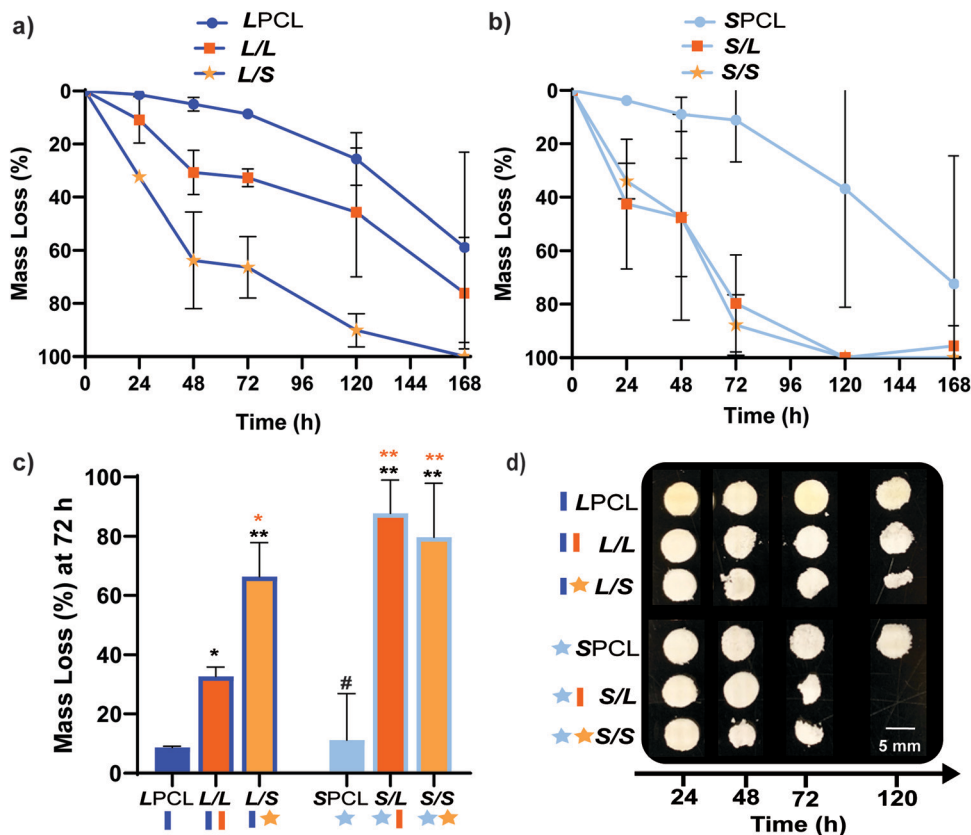 a)
LPCL
L/L
L/S
0
20
40
60
80
100
Mass Loss (%)
0 24 48 72 96 120 144 168
Time (h)
b)
SPCL
S/L
S/S
0
20
40
60
80
100
Mass Loss (%)
0 24 48 72 96 120 144 168
Time (h)
c)
100
80
60
40
20
0
Mass Loss (%) at 72 h
*
*
**
#
**
**
**
**
LPCL L/L L/S SPCL S/L S/S
d)
LPCL
L/L
L/S
SPCL
S/L
S/S
5 mm
24 48 72 120
Time (h)